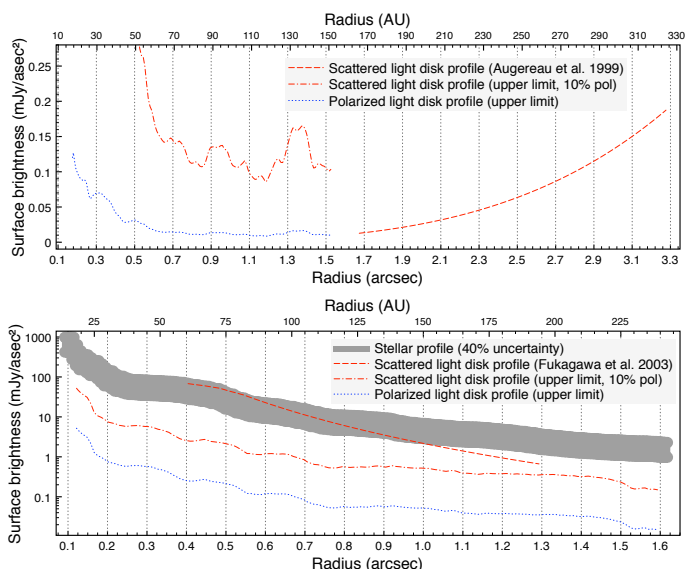 Radius (AU)
10 30 50 70 90 110 130 150 170 190 210 230 250 270 290 310 330
Surface brightness (mJy/asec²)
0.25
0.2
0.15
0.1
0.05
0
Scattered light disk profile (Augereau et al. 1999)
Scattered light disk profile (upper limit, 10% pol)
Polarized light disk profile (upper limit)
0.1 0.3 0.5 0.7 0.9 1.1 1.3 1.5 1.7 1.9 2.1 2.3 2.5 2.7 2.9 3.1 3.3
Radius (arcsec)
Radius (AU)
25 50 75 100 125 150 175 200 225
Surface brightness (mJy/asec²)
1000
100
10
1
0.1
Stellar profile (40% uncertainty)
Scattered light disk profile (Fukagawa et al. 2003)
Scattered light disk profile (upper limit, 10% pol)
Polarized light disk profile (upper limit)
0.1 0.2 0.3 0.4 0.5 0.6 0.7 0.8 0.9 1.0 1.1 1.2 1.3 1.4 1.5 1.6
Radius (arcsec)